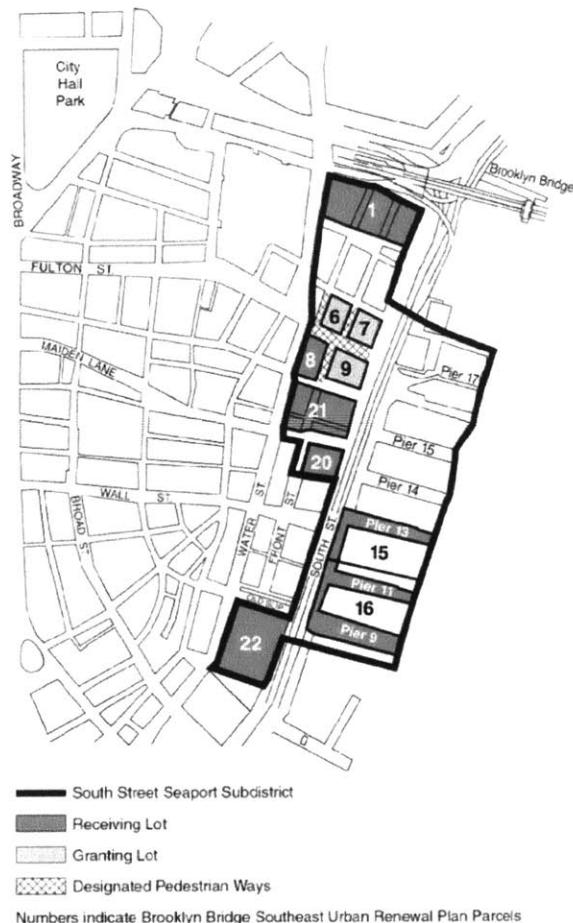 City
Hall
Park
BROADWAY
Brooklyn Bridge
1
FULTON ST.
6
7
MAIDEN LANE
8
9
Pier 17
21
Pier 15
20
Pier 14
WALL ST.
BROAD ST.
WATER ST
FRONT ST
SOUTH ST.
Pier 13
15
Pier 11
16
OLD SLIP
Pier 9
22
South Street Seaport Subdistrict
Receiving Lot
Granting Lot
Designated Pedestrian Ways
Numbers indicate Brooklyn Bridge Southeast Urban Renewal Plan Parcels